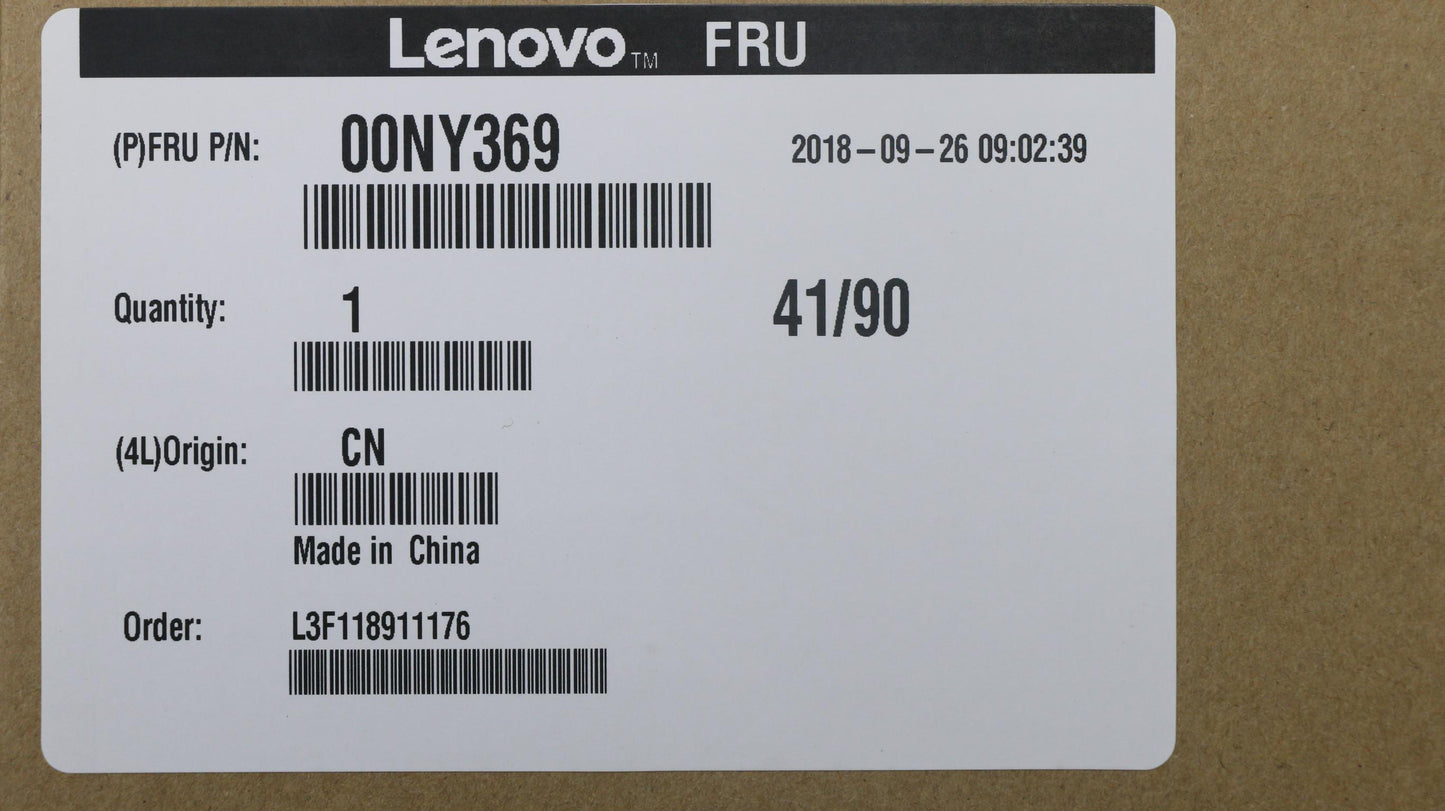 Lenovo™ FRU
(P)FRU P/N: 00NY369 2018-09-26 09:02:39
Quantity: 1 41/90
(4L)Origin: CN
Made in China
Order: L3F118911176